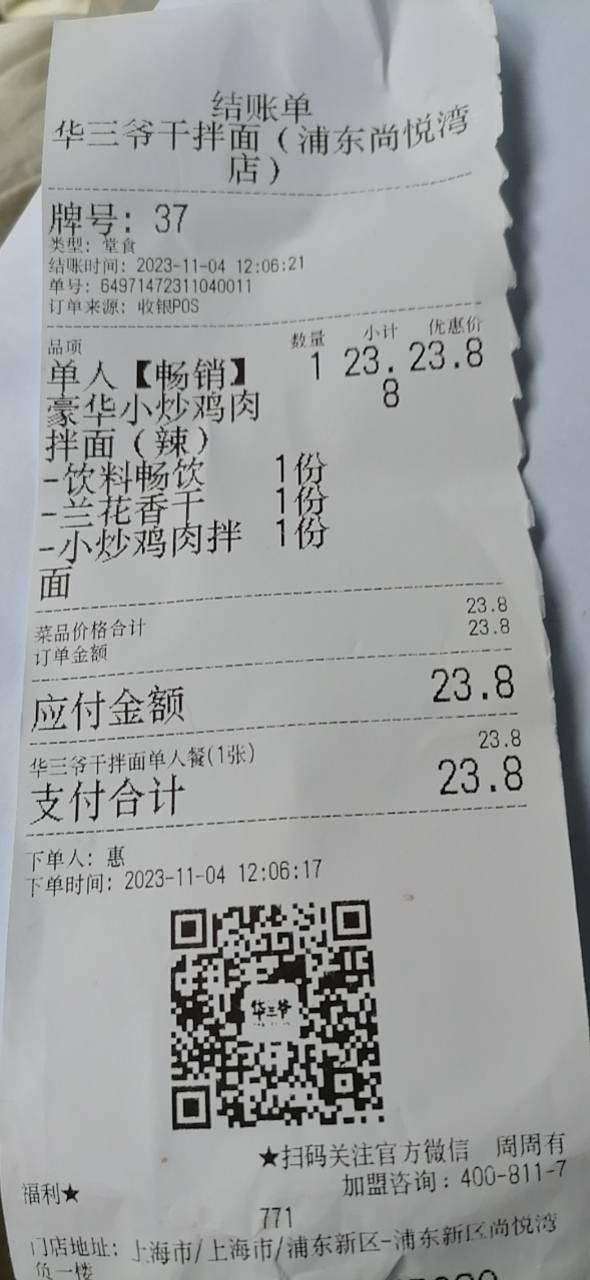 结账单
华三爷干拌面（浦东尚悦湾
店）
牌号: 37
类型: 堂食
结账时间: 2023-11-04 12:06:21
单号: 64971472311040011
订单来源: 收银POS
品项 数量 小计 优惠价
单人【畅销】 1 23. 23.8
豪华小炒鸡肉 8
拌面（辣）
-饮料畅饮 1份
-兰花香干 1份
-小炒鸡肉拌 1份
面
菜品价格合计 23.8
订单金额 23.8
应付金额 23.8
华三爷干拌面单人餐(1张) 23.8
支付合计 23.8
下单人: 惠
下单时间: 2023-11-04 12:06:17
华三爷
★扫码关注官方微信 周周有
福利★
加盟咨询: 400-811-7
771
门店地址: 上海市/上海市/浦东新区-浦东新区尚悦湾
负一楼